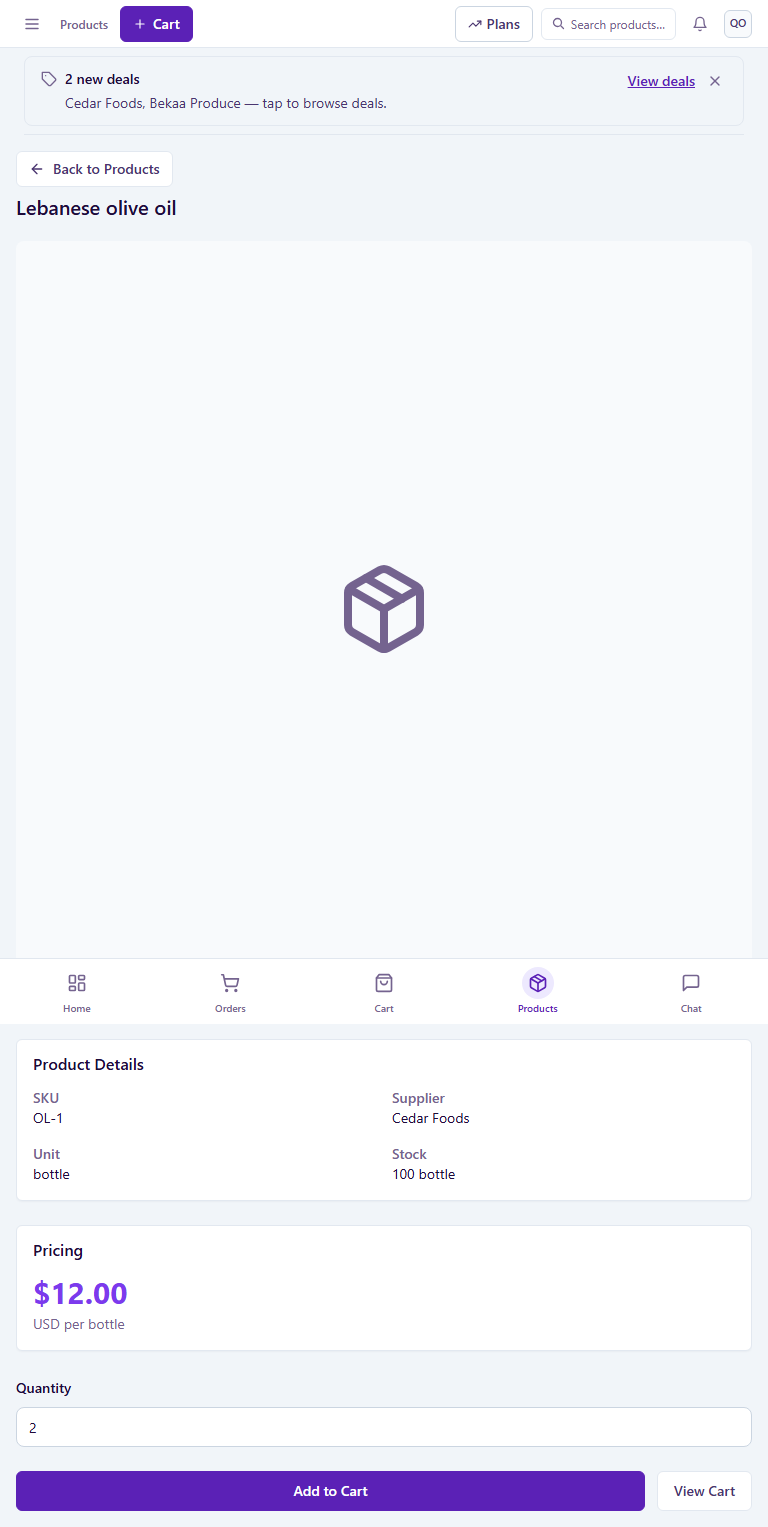 Products
+ Cart
Plans
Search products...
QO
2 new deals
View deals
Cedar Foods, Bekaa Produce — tap to browse deals.
Back to Products
Lebanese olive oil
Home
Orders
Cart
Products
Chat
Product Details
SKU
Supplier
OL-1
Cedar Foods
Unit
Stock
bottle
100 bottle
Pricing
$12.00
USD per bottle
Quantity
2
Add to Cart
View Cart